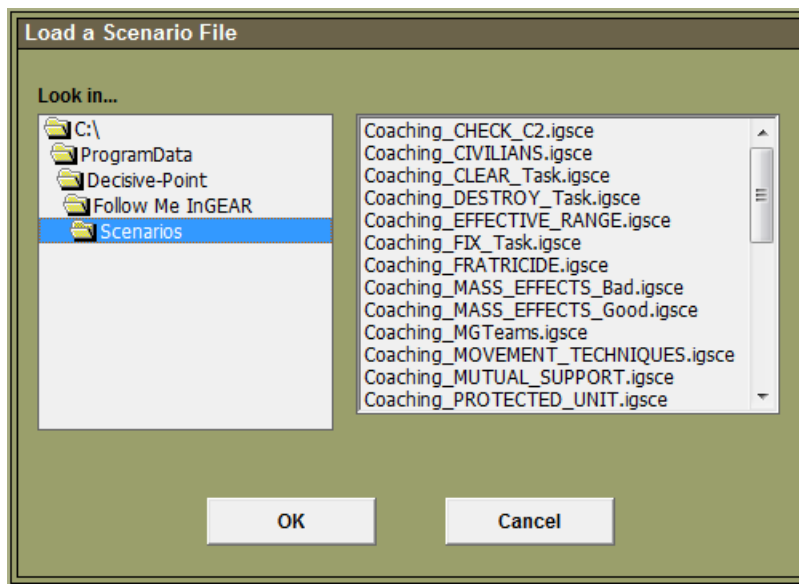 Load a Scenario File
Look in...
C:\
ProgramData
Decisive-Point
Follow Me InGEAR
Scenarios
Coaching_CHECK_C2.igsce
Coaching_CIVILIANS.igsce
Coaching_CLEAR_Task.igsce
Coaching_DESTROY_Task.igsce
Coaching_EFFECTIVE_RANGE.igsce
Coaching_FIX_Task.igsce
Coaching_FRATRICIDE.igsce
Coaching_MASS_EFFECTS_Bad.igsce
Coaching_MASS_EFFECTS_Good.igsce
Coaching_MGTeams.igsce
Coaching_MOVEMENT_TECHNIQUES.igsce
Coaching_MUTUAL_SUPPORT.igsce
Coaching_PROTECTED_UNIT.igsce
OK
Cancel